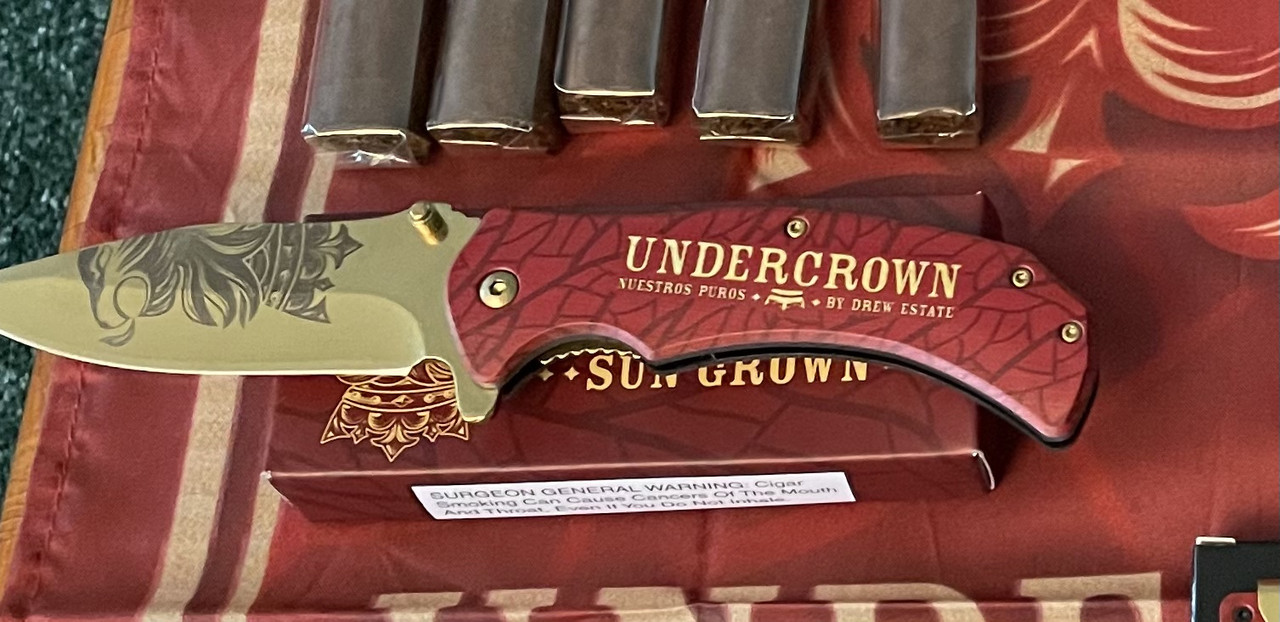 UNDERCROWN
NUESTROS PUROS BY DREW ESTATE
SUN GROWN
SURGEON GENERAL WARNING: Cigar
Smoking Can Cause Cancers Of The Mouth
And Throat, Even If You Do Not Inhale.
UNDE